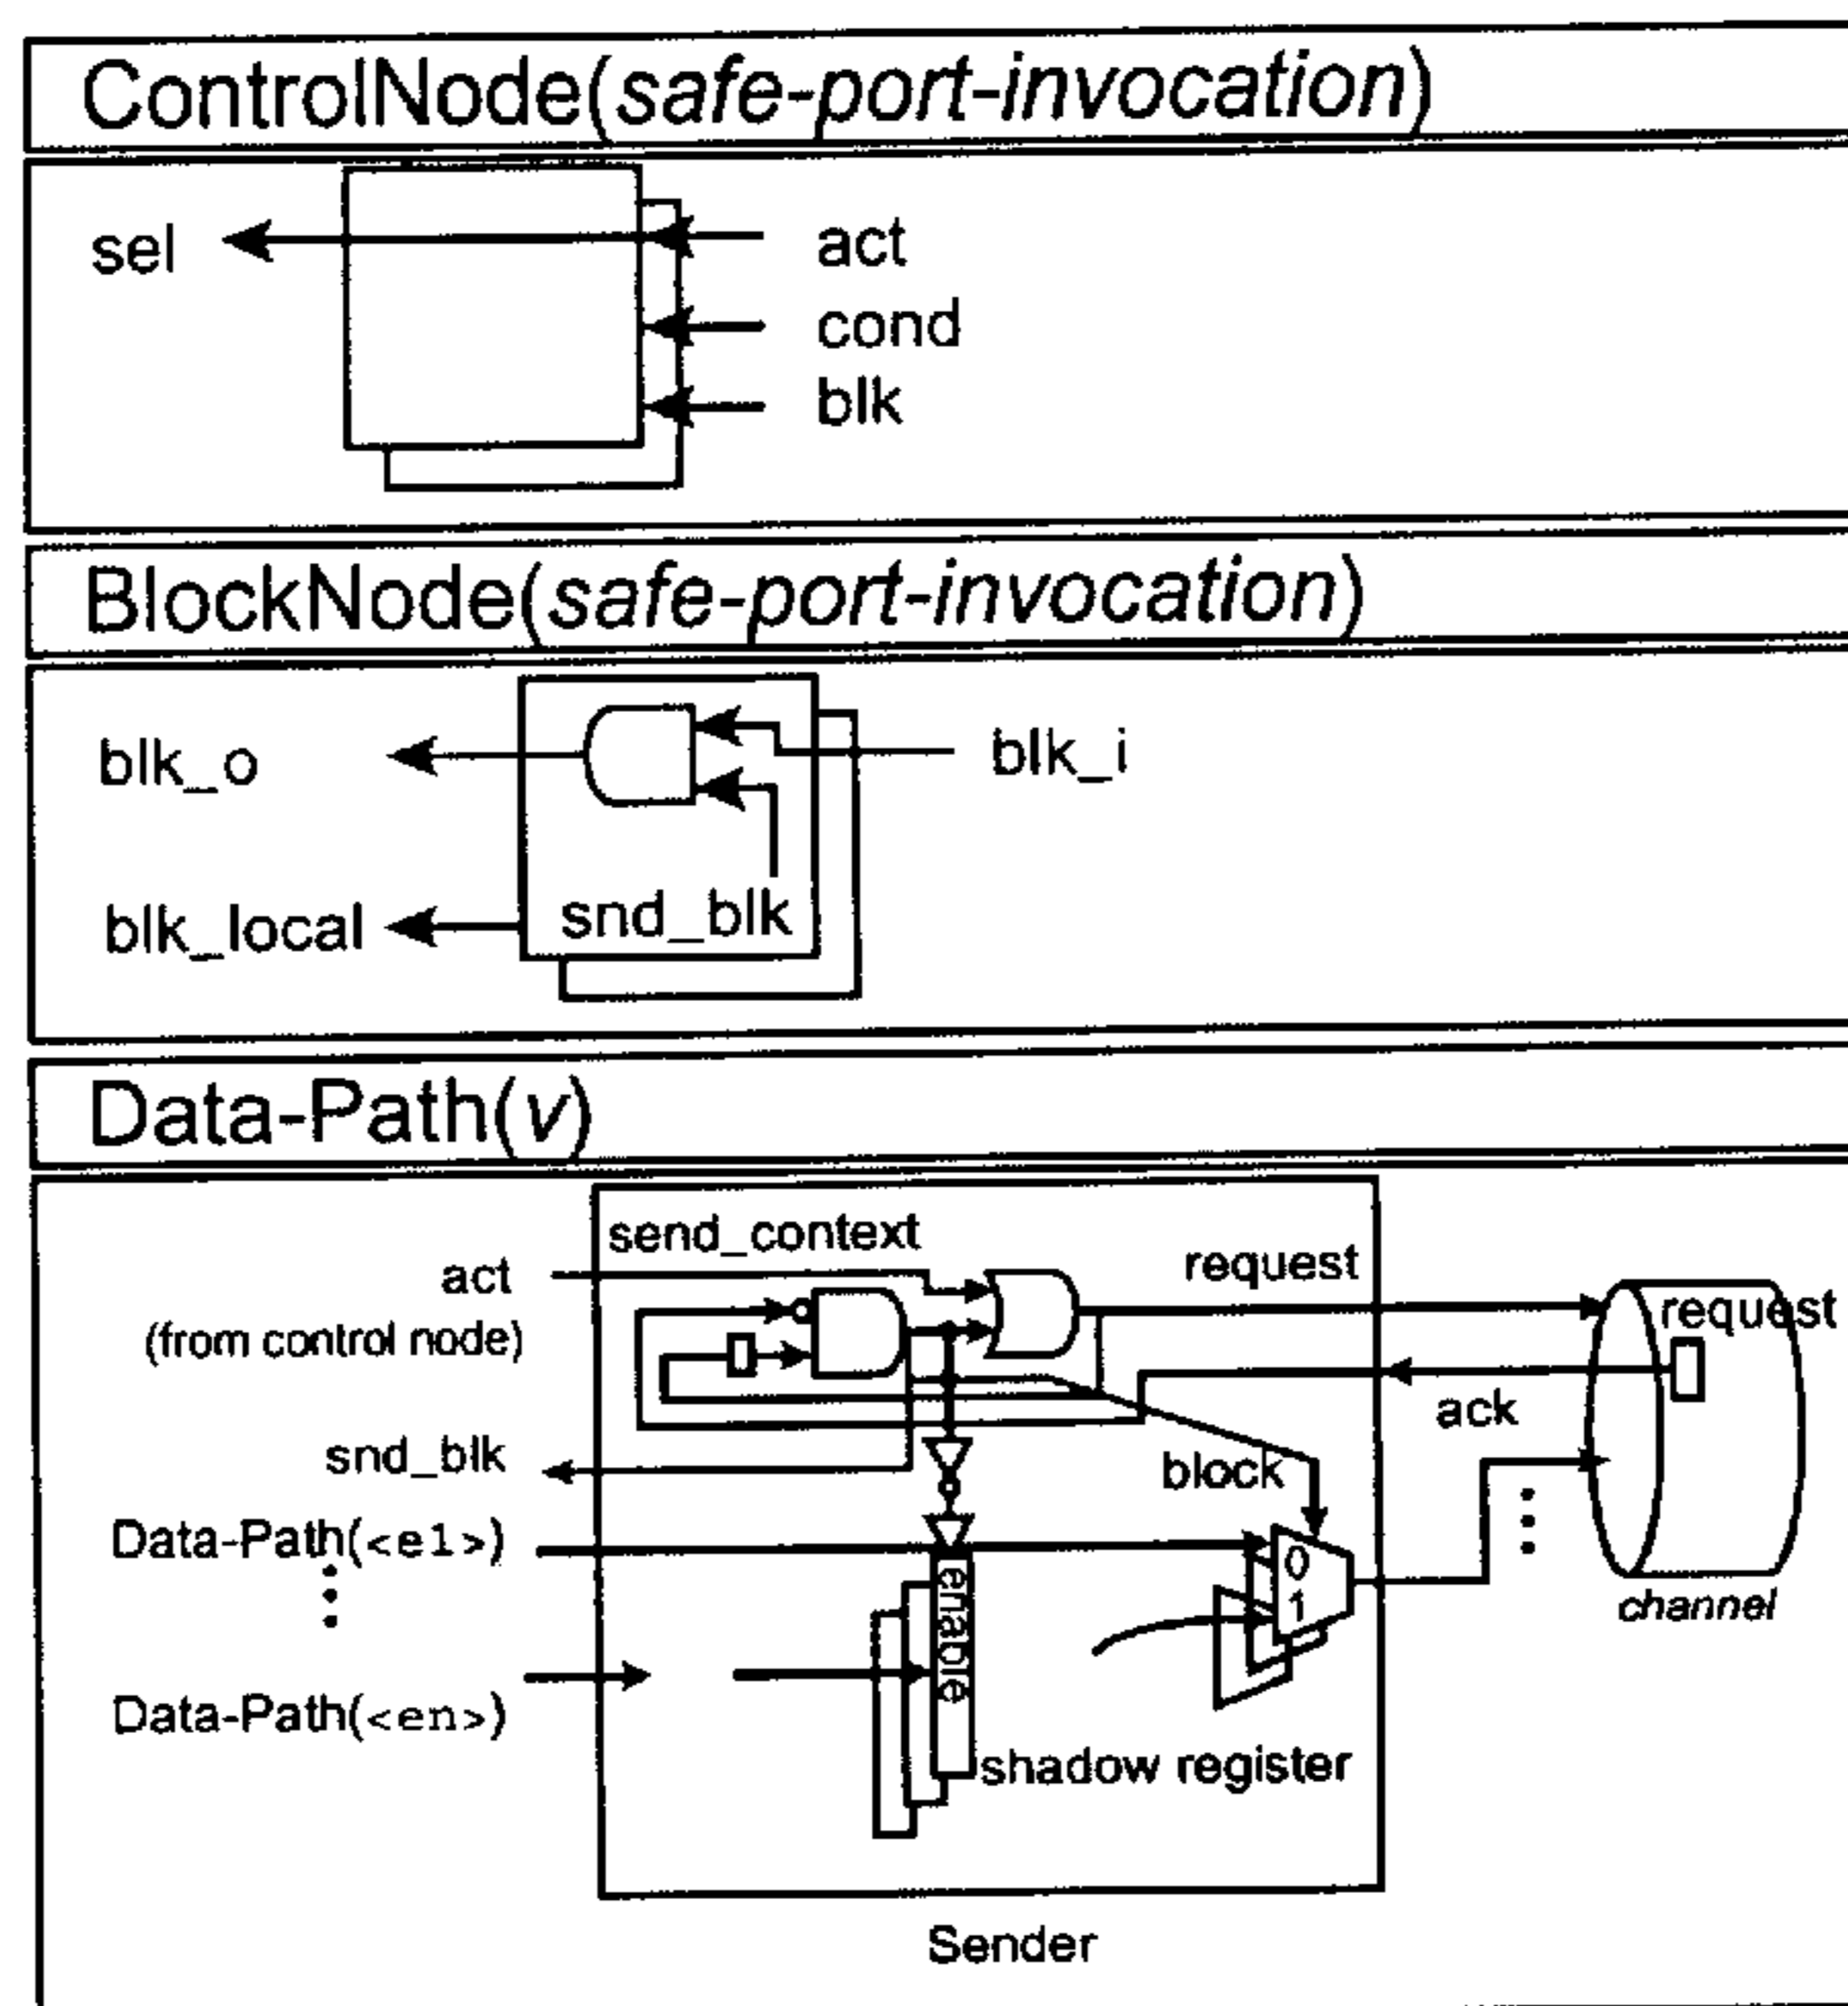 ControlNode(safe-port-invocation)
sel
act
cond
blk
BlockNode(safe-port-invocation)
blk_o
blk_i
blk_local
snd_blk
Data-Path(v)
send_context
request
act
(from control node)
request
ack
snd_blk
block
Data-Path(<e1>)
0
1
enable
channel
Data-Path(<en>)
shadow register
Sender